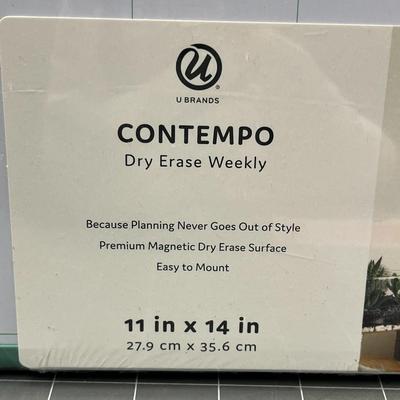 U BRANDS
CONTEMPO
Dry Erase Weekly
Because Planning Never Goes Out of Style
Premium Magnetic Dry Erase Surface
Easy to Mount
11 in x 14 in
27.9 cm x 35.6 cm